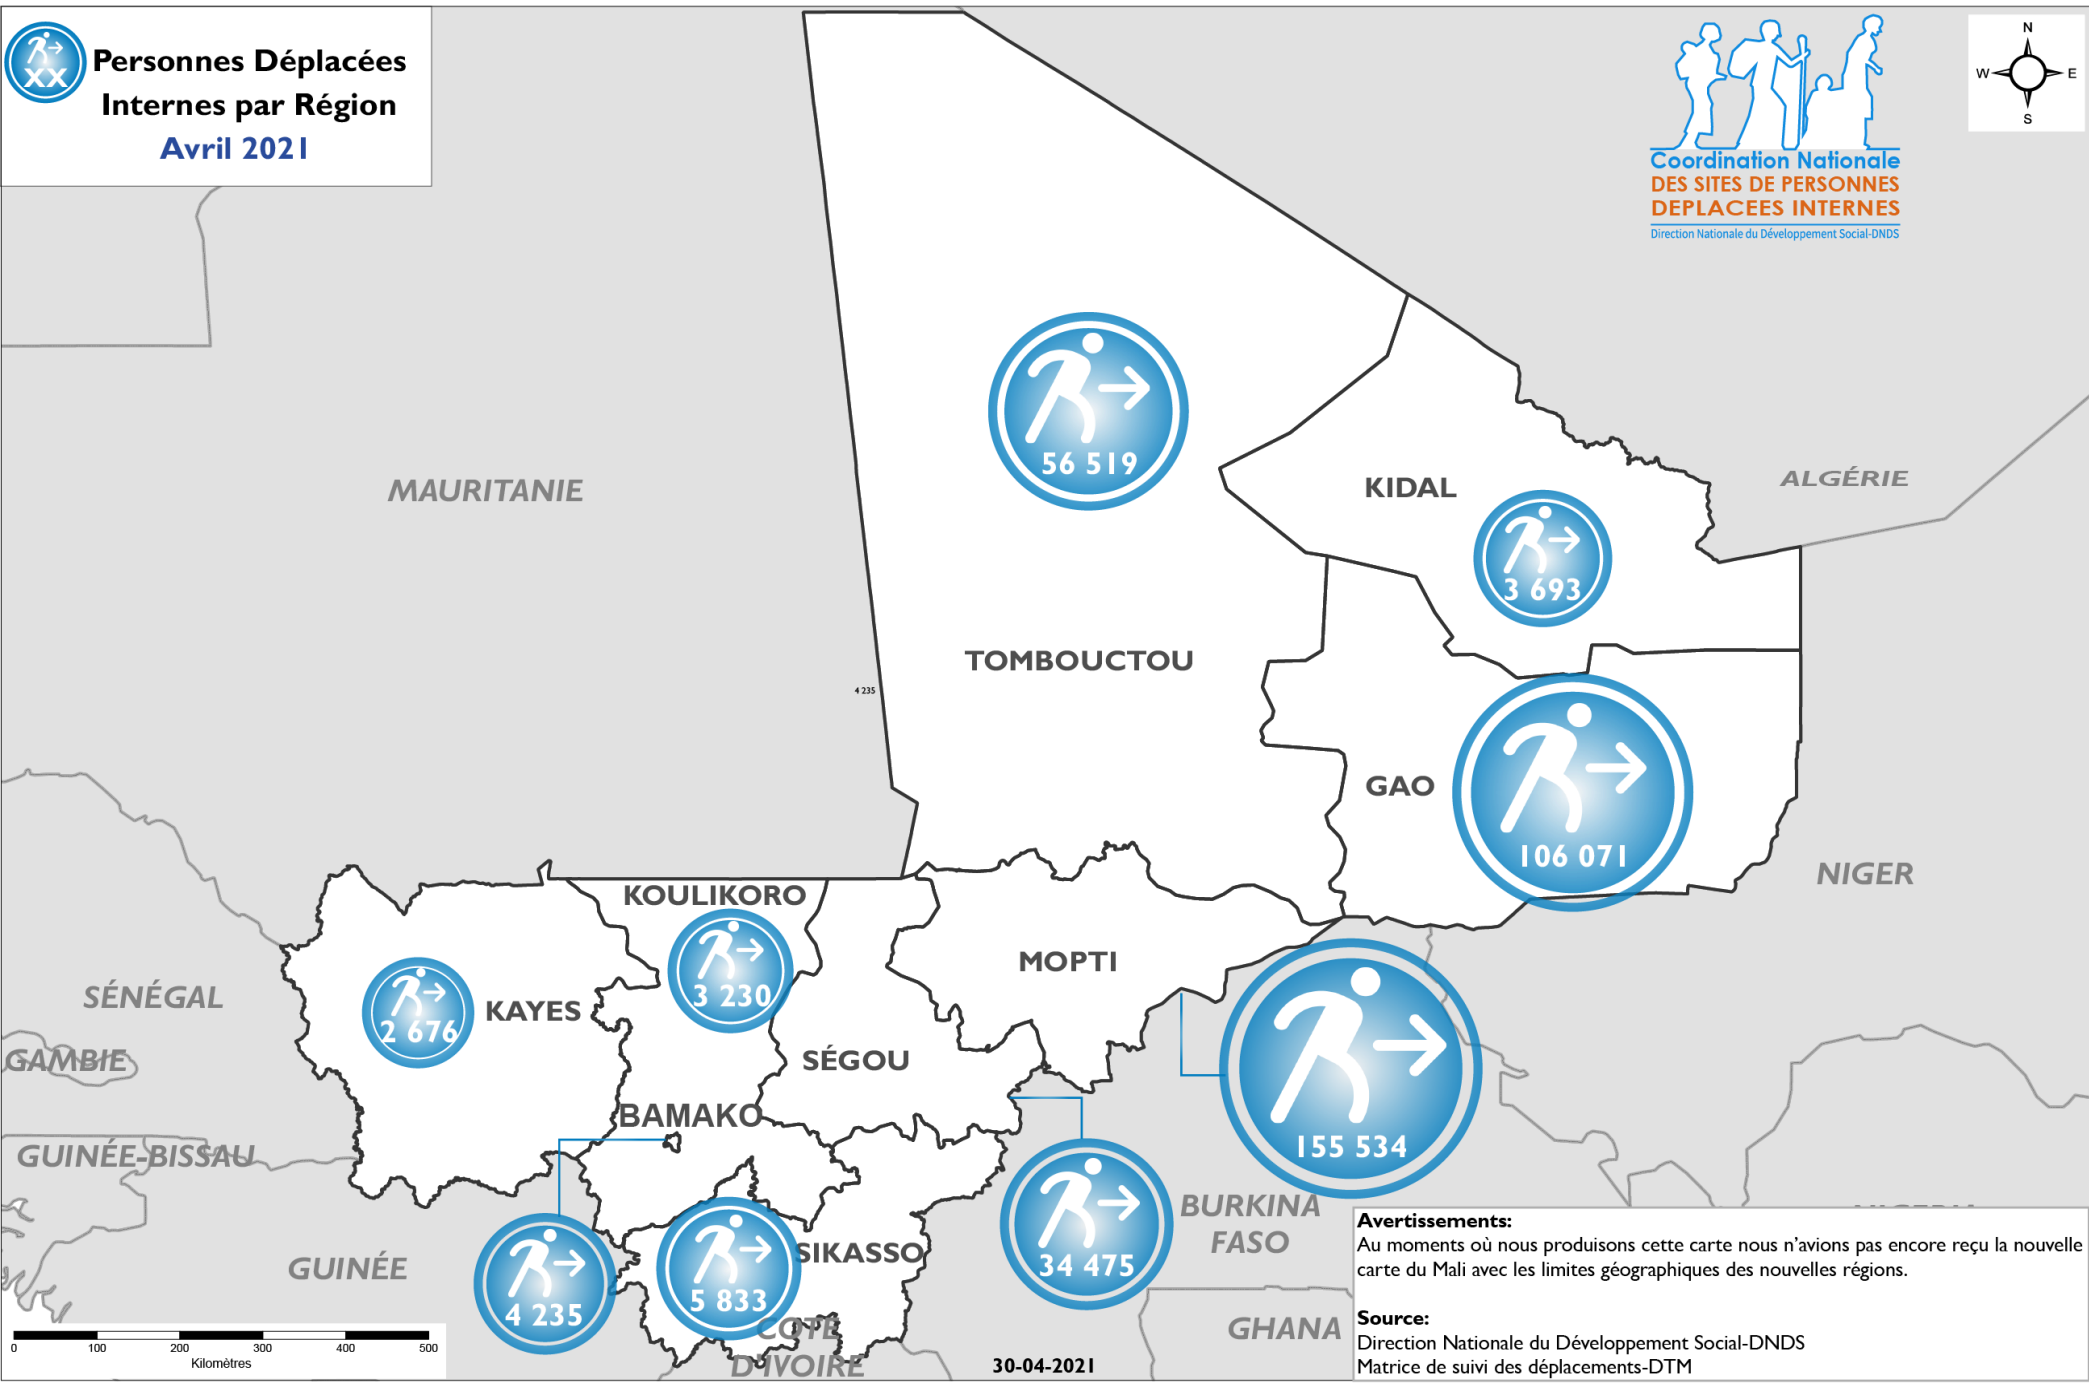 XX
Personnes Déplacées
Internes par Région
Avril 2021
Coordination Nationale
DES SITES DE PERSONNES
DEPLACEES INTERNES
Direction Nationale du Développement Social-DNDS
N
W E
S
56 519
MAURITANIE
KIDAL
ALGÉRIE
3 693
TOMBOUCTOU
4 235
GAO
106 071
NIGER
KOULIKORO
MOPTI
3 230
SÉNÉGAL
2 676
KAYES
GAMBIE
SÉGOU
BAMAKO
155 534
GUINÉE-BISSAU
BURKINA
FASO
SIKASSO
34 475
GUINÉE
5 833
4 235
COTE
D'IVOIRE
GHANA
0 100 200 300 400 500
Kilomètres
30-04-2021
Avertissements:
Au moments où nous produisons cette carte nous n'avions pas encore reçu la nouvelle
carte du Mali avec les limites géographiques des nouvelles régions.
Source:
Direction Nationale du Développement Social-DNDS
Matrice de suivi des déplacements-DTM